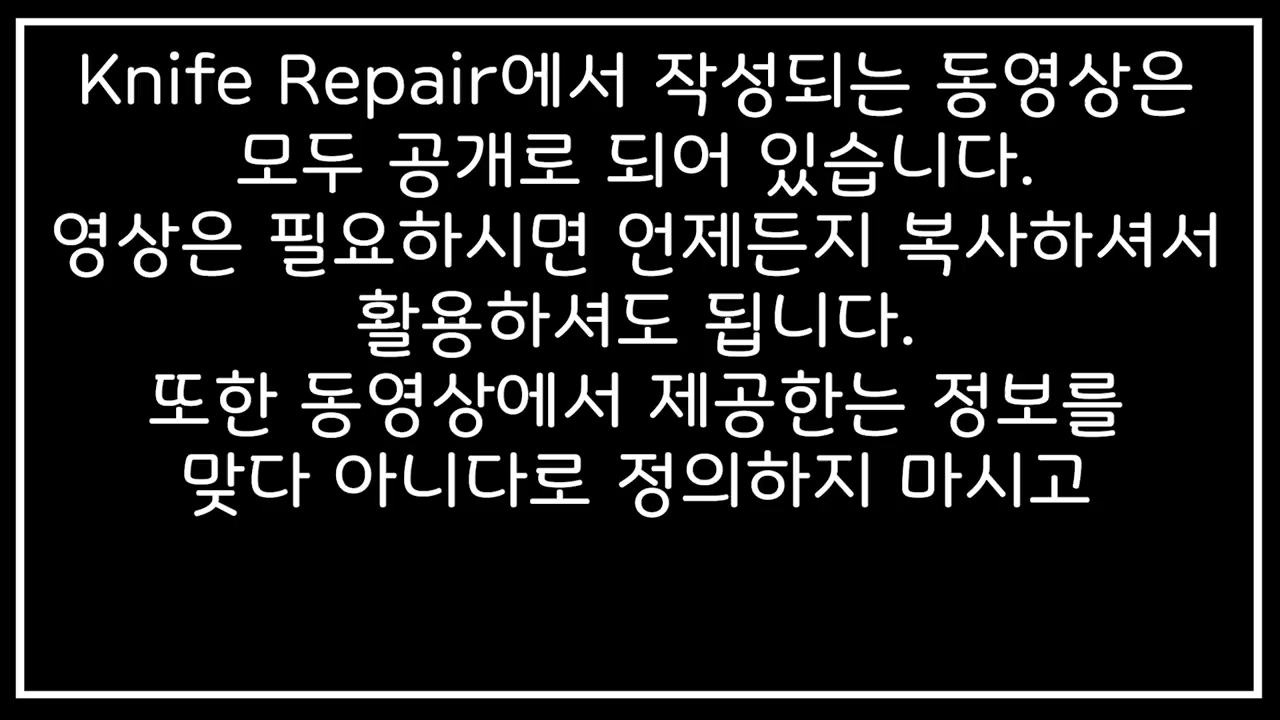 Knife Repair에서 작성되는 동영상은
모두 공개로 되어 있습니다.
영상은 필요하시면 언제든지 복사하셔서
활용하셔도 됩니다.
또한 동영상에서 제공한는 정보를
맞다 아니다로 정의하지 마시고